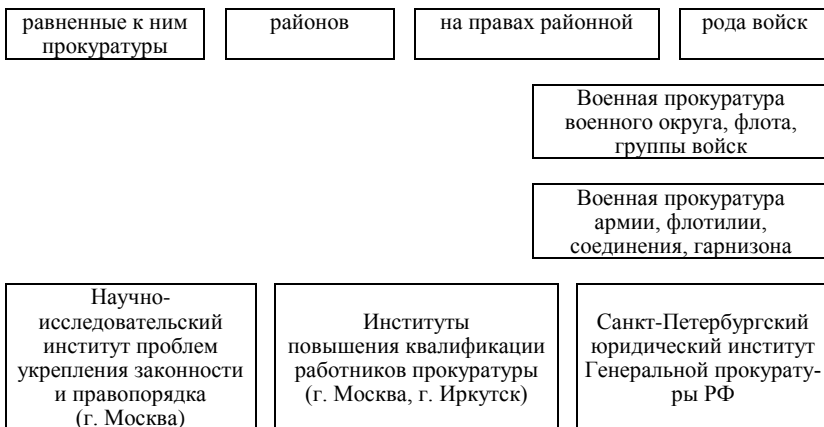 равненные к ним
прокуратуры
районов
на правах районной
рода войск
Военная прокуратура
военного округа, флота,
группы войск
Военная прокуратура
армии, флотилии,
соединения, гарнизона
Научно-
исследовательский
институт проблем
укрепления законности
и правопорядка
(г. Москва)
Институты
повышения квалификации
работников прокуратуры
(г. Москва, г. Иркутск)
Санкт-Петербургский
юридический институт
Генеральной прокурату-
ры РФ